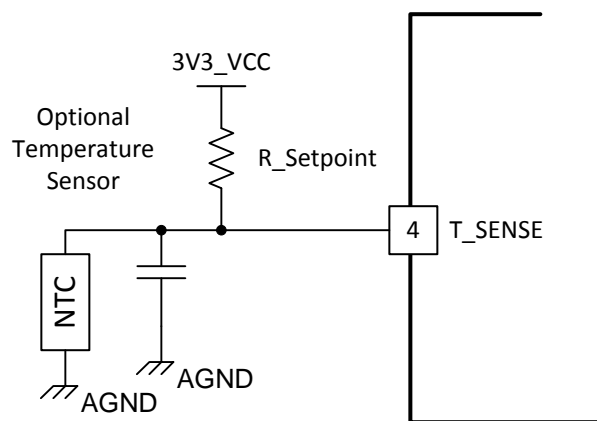 3V3_VCC
Optional
Temperature
Sensor
R_Setpoint
4
T_SENSE
NTC
AGND
AGND